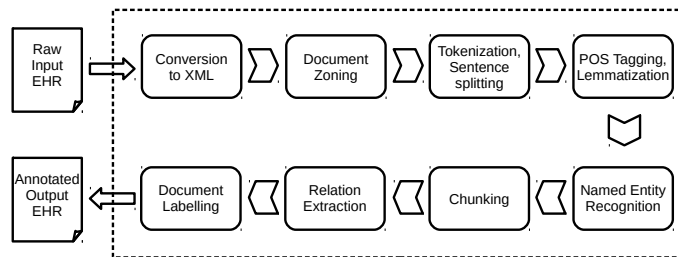 Raw
Input
EHR
Conversion
to XML
Document
Zoning
Tokenization,
Sentence
splitting
POS Tagging,
Lemmatization
Annotated
Output
EHR
Document
Labelling
Relation
Extraction
Chunking
Named Entity
Recognition